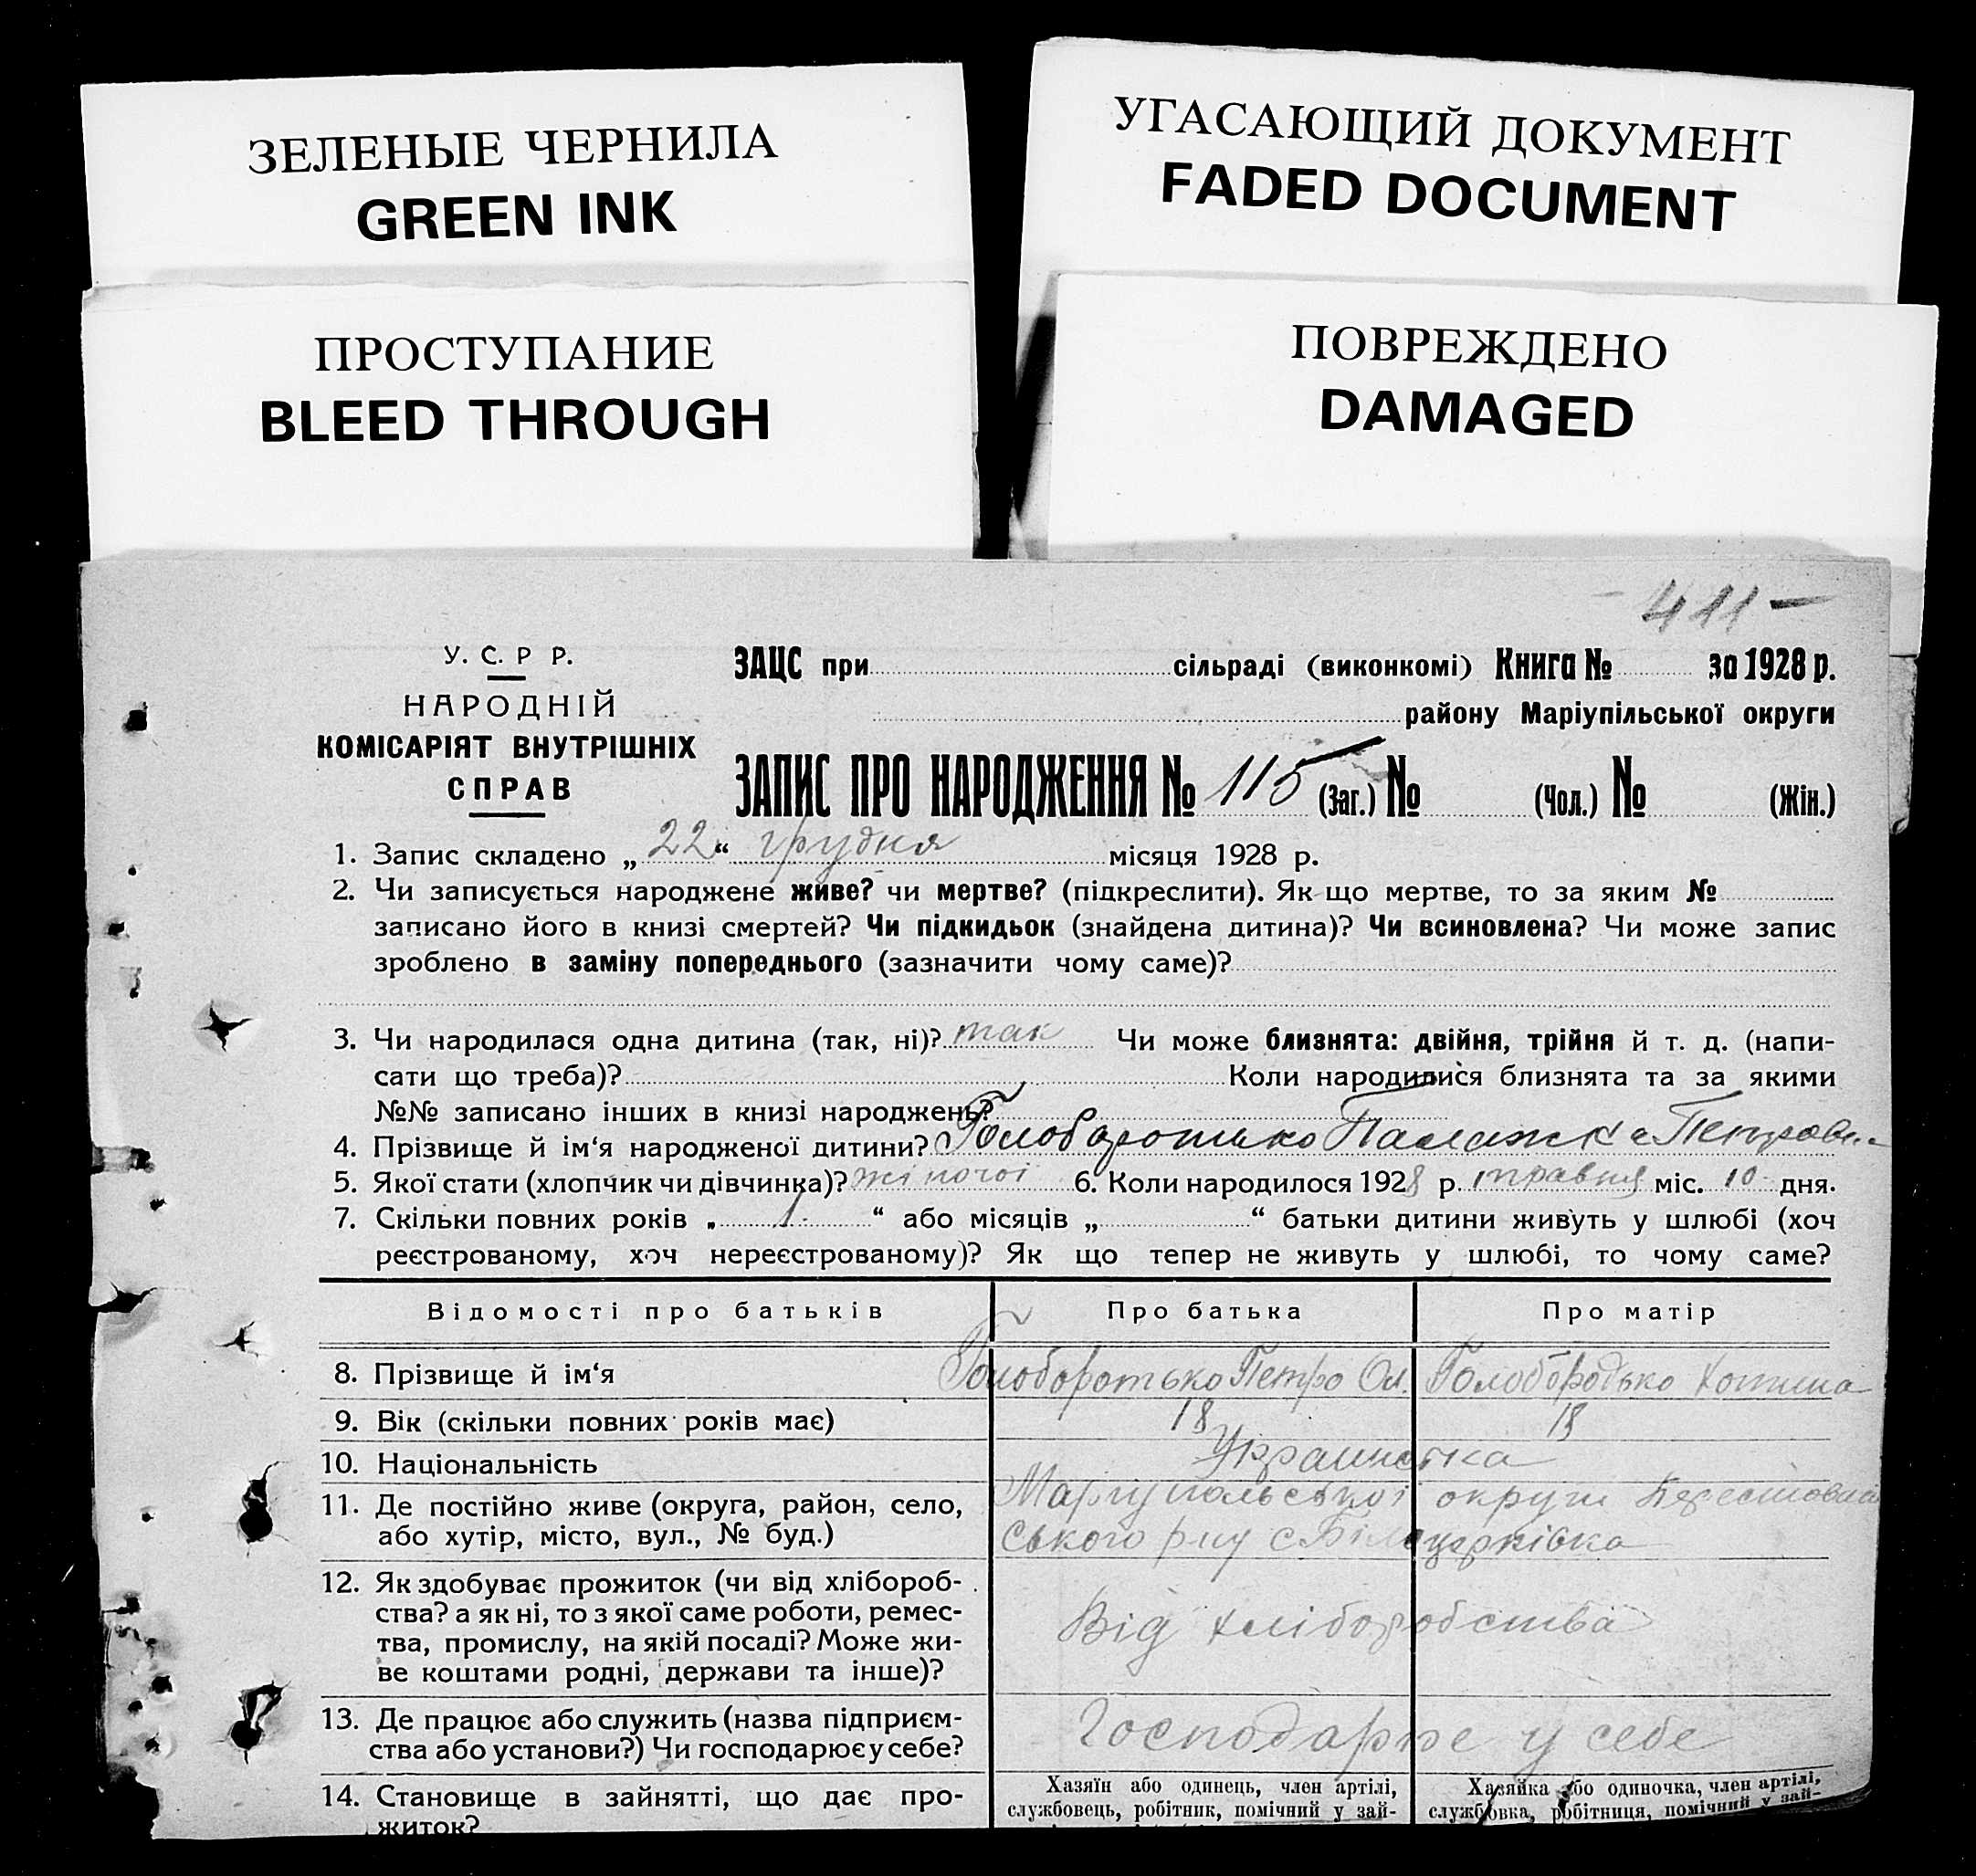 ЗЕЛЕНЫЕ ЧЕРНИЛА
GREEN INK
УГАСАЮЩИЙ ДОКУМЕНТ
FADED DOCUMENT
ПРОСТУПАНИЕ
BLEED THROUGH
ПОВРЕЖДЕНО
DAMAGED
- 411 -
У. С. Р Р.
НАРОДНІЙ
КОМІСАРІЯТ ВНУТРІШНІХ
СПРАВ
ЗАЦС при сільраді (виконкомі) Книга № за 1928 р.
району Маріупільської округи
ЗАПИС ПРО НАРОДЖЕННЯ № 115 (Заг.) № (Чол.) № (Жін.)
1. Запис складено „22“ грудня місяця 1928 р.
2. Чи записується народжене живе? чи мертве? (підкреслити). Як що мертве, то за яким №
записано його в книзі смертей? Чи підкидьок (знайдена дитина)? Чи всиновлена? Чи може запис
зроблено в заміну попереднього (зазначити чому саме)?
3. Чи народилася одна дитина (так, ні)? так Чи може близнята: двійня, трійня й т. д. (напи-
сати що треба)? Коли народилися близнята та за якими
№№ записано інших в книзі народжень?
4. Прізвище й ім‘я народженої дитини? Голоборотько
5. Якої стати (хлопчик чи дівчинка)? жіночої 6. Коли народилося 1928 р. травня міс. 10 дня.
7. Скільки повних років „ 1 “ або місяців „ “ батьки дитини живуть у шлюбі (хоч
реєстрованому, хоч нереєстрованому)? Як що тепер не живуть у шлюбі, то чому саме?
Відомості про батьків Про батька Про матір
8. Прізвище й ім‘я Голоборотько Петро Ол. Голобородько
9. Вік (скільки повних років має) 18 18
10. Національність
11. Де постійно живе (округа, район, село, округи
або хутір, місто, вул., № буд.) ського р-ну с Білоцерківка
12. Як здобуває прожиток (чи від хлібороб-
ства? а як ні, то з якої саме роботи, ремес- Від хліборобства
тва, промислу, на якій посаді? Може жи-
ве коштами родні, держави та інше)?
13. Де працює або служить (назва підприєм-
ства або установи?) Чи господарює у себе? Господарює у себе
14. Становище в зайнятті, що дає про- Хазяїн або одинець, член артілі, Хазяйка або одиночка, член артілі,
житок? службовець, робітник, помічний у зай- службовка, робітниця, помічний у зай-